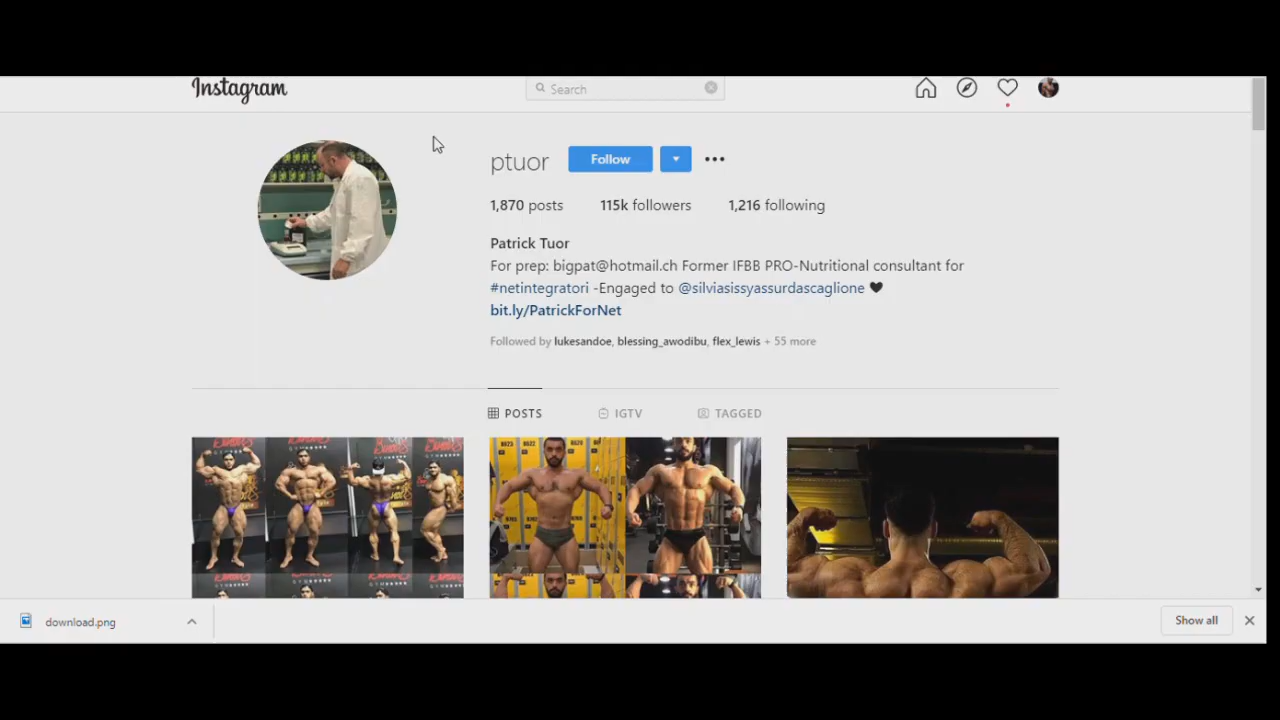 Instagram
Search
ptuor Follow
1,870 posts 115k followers 1,216 following
Patrick Tuor
For prep: bigpat@hotmail.ch Former IFBB PRO-Nutritional consultant for
#netintegratori -Engaged to @silviasissyassurdascaglione 🖤
bit.ly/PatrickForNet
Followed by lukesandoe, blessing_awodibu, flex_lewis + 55 more
POSTS IGTV TAGGED
download.png Show all